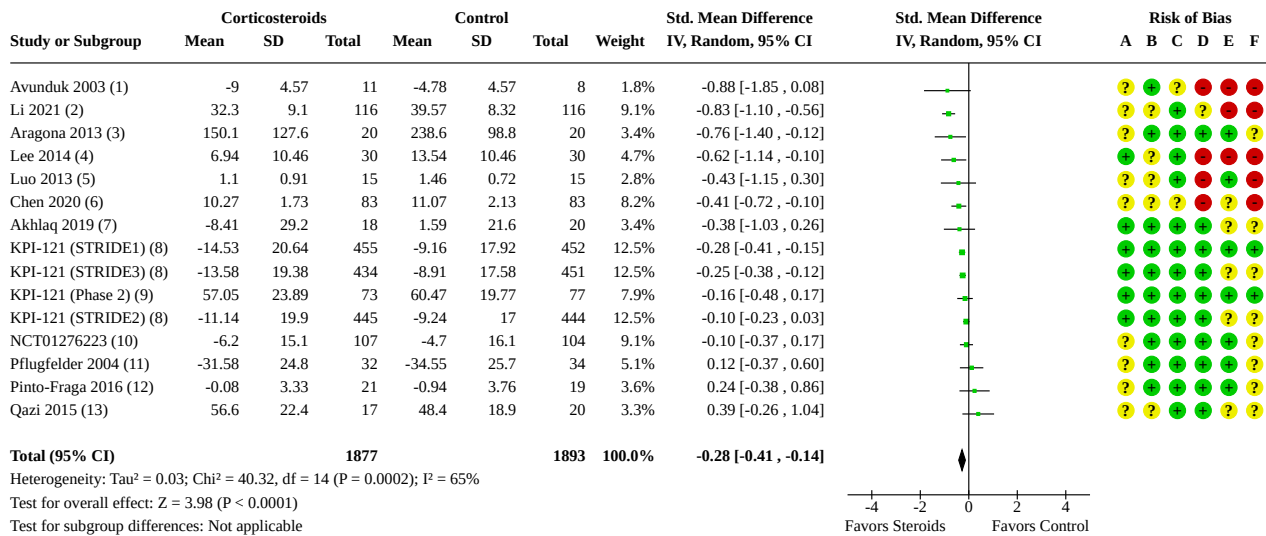 Corticosteroids Control Std. Mean Difference Std. Mean Difference Risk of Bias
Study or Subgroup Mean SD Total Mean SD Total Weight IV, Random, 95% CI IV, Random, 95% CI A B C D E F
Avunduk 2003 (1) -9 4.57 11 -4.78 4.57 8 1.8% -0.88 [-1.85 , 0.08] ? + ? - - -
Li 2021 (2) 32.3 9.1 116 39.57 8.32 116 9.1% -0.83 [-1.10 , -0.56] ? ? + ? - -
Aragona 2013 (3) 150.1 127.6 20 238.6 98.8 20 3.4% -0.76 [-1.40 , -0.12] ? + + + + ?
Lee 2014 (4) 6.94 10.46 30 13.54 10.46 30 4.7% -0.62 [-1.14 , -0.10] + ? + - - -
Luo 2013 (5) 1.1 0.91 15 1.46 0.72 15 2.8% -0.43 [-1.15 , 0.30] ? ? + - + -
Chen 2020 (6) 10.27 1.73 83 11.07 2.13 83 8.2% -0.41 [-0.72 , -0.10] ? ? ? - ? -
Akhlaq 2019 (7) -8.41 29.2 18 1.59 21.6 20 3.3% -0.38 [-1.03 , 0.26] + + + + ? ?
KPI-121 (STRIDE1) (8) -14.53 20.64 455 -9.16 17.92 452 12.5% -0.28 [-0.41 , -0.15] + + + + + +
KPI-121 (STRIDE3) (8) -13.58 19.38 434 -8.91 17.58 451 12.5% -0.25 [-0.38 , -0.12] + + + + ? ?
KPI-121 (Phase 2) (9) 57.05 23.89 73 60.47 19.77 77 7.9% -0.16 [-0.48 , 0.17] + + + + + +
KPI-121 (STRIDE2) (8) -11.14 19.9 445 -9.24 17 444 12.5% -0.10 [-0.23 , 0.03] + + + + ? ?
NCT01276223 (10) -6.2 15.1 107 -4.7 16.1 104 9.1% -0.10 [-0.37 , 0.17] ? + + + + ?
Pflugfelder 2004 (11) -31.58 24.8 32 -34.55 25.7 34 5.1% 0.12 [-0.37 , 0.60] ? + + + + ?
Pinto-Fraga 2016 (12) -0.08 3.33 21 -0.94 3.76 19 3.6% 0.24 [-0.38 , 0.86] ? + + + + ?
Qazi 2015 (13) 56.6 22.4 17 48.4 18.9 20 3.3% 0.39 [-0.26 , 1.04] ? ? + + ? ?
Total (95% CI) 1877 1893 100.0% -0.28 [-0.41 , -0.14]
Heterogeneity: Tau² = 0.03; Chi² = 40.32, df = 14 (P = 0.0002); I² = 65%
Test for overall effect: Z = 3.98 (P < 0.0001)
Test for subgroup differences: Not applicable
-4 -2 0 2 4
Favors Steroids Favors Control